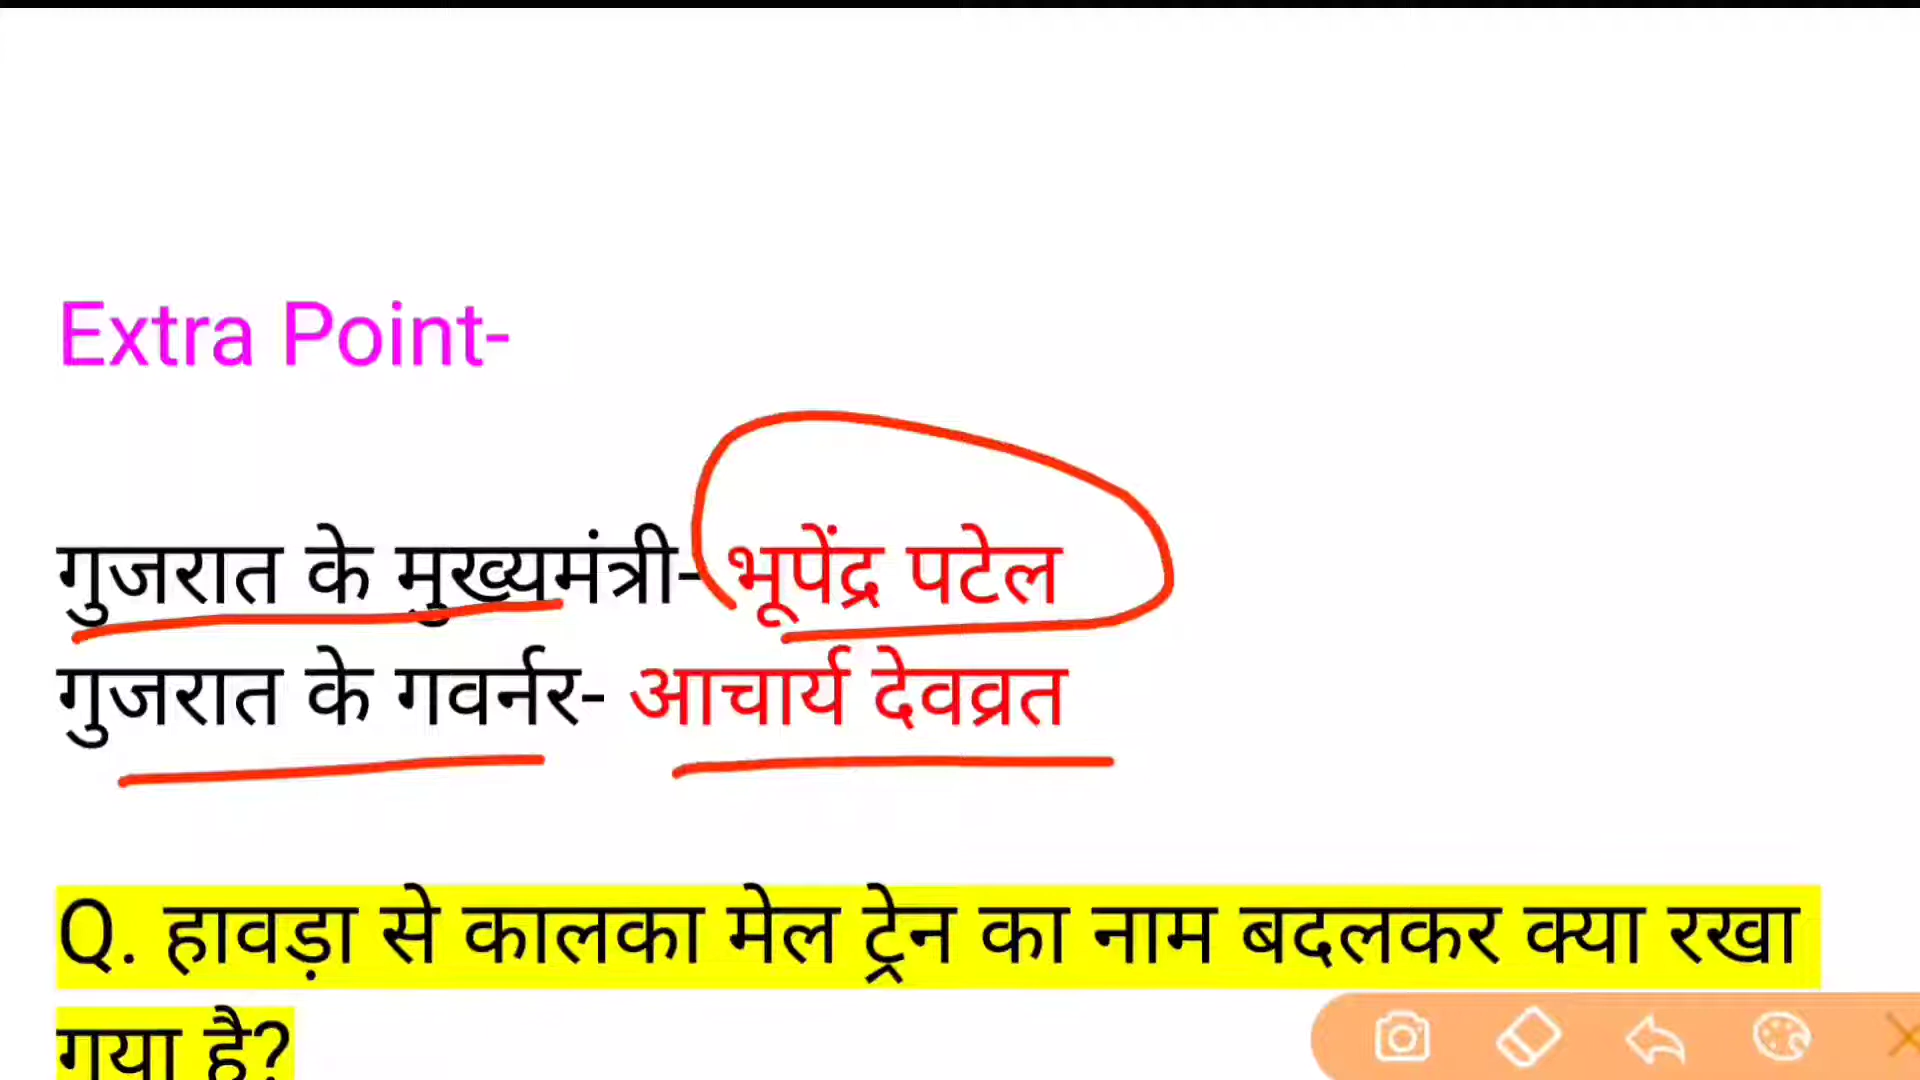 Extra Point-
गुजरात के मुख्यमंत्री- भूपेंद्र पटेल
गुजरात के गवर्नर- आचार्य देवव्रत
Q. हावड़ा से कालका मेल ट्रेन का नाम बदलकर क्या रखा
गया है?